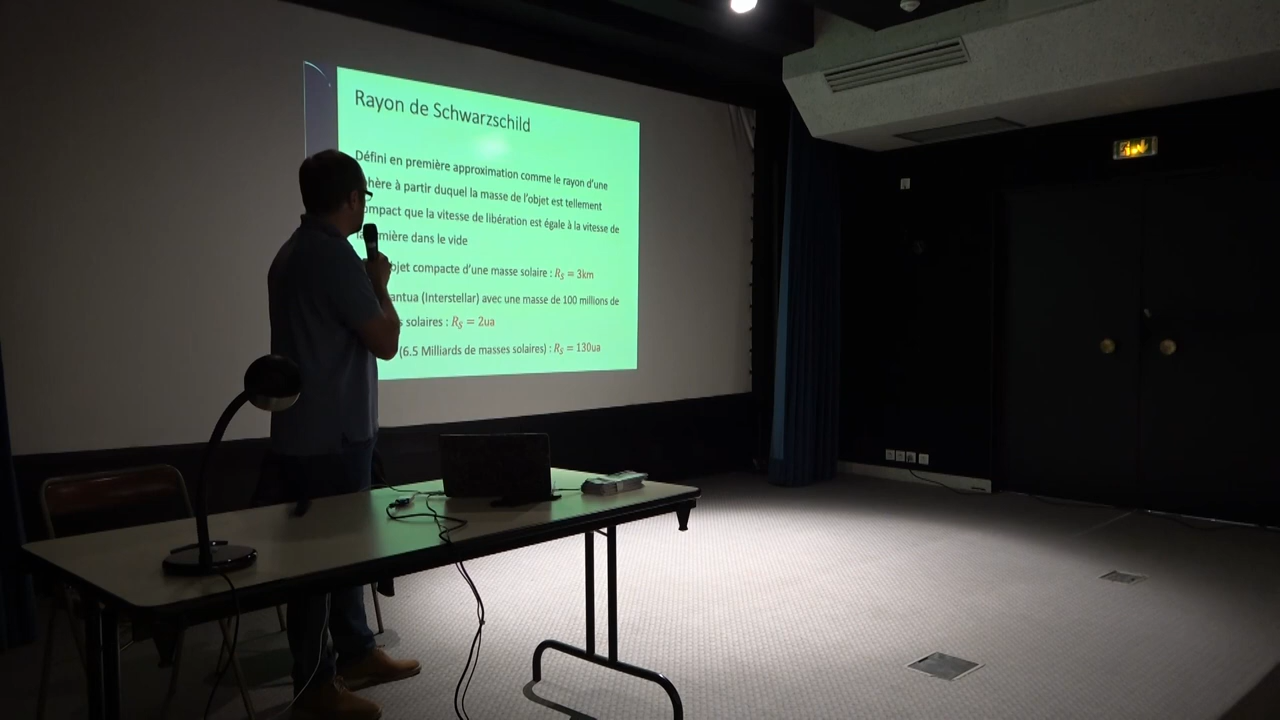 Rayon de Schwarzschild
Défini en première approximation comme le rayon d'une
hère à partir duquel la masse de l'objet est tellement
ompact que la vitesse de libération est égale à la vitesse de
mière dans le vide
bjet compacte d'une masse solaire : R_S = 3km
antua (Interstellar) avec une masse de 100 millions de
s solaires : R_S = 2ua
(6.5 Milliards de masses solaires) : R_S = 130ua